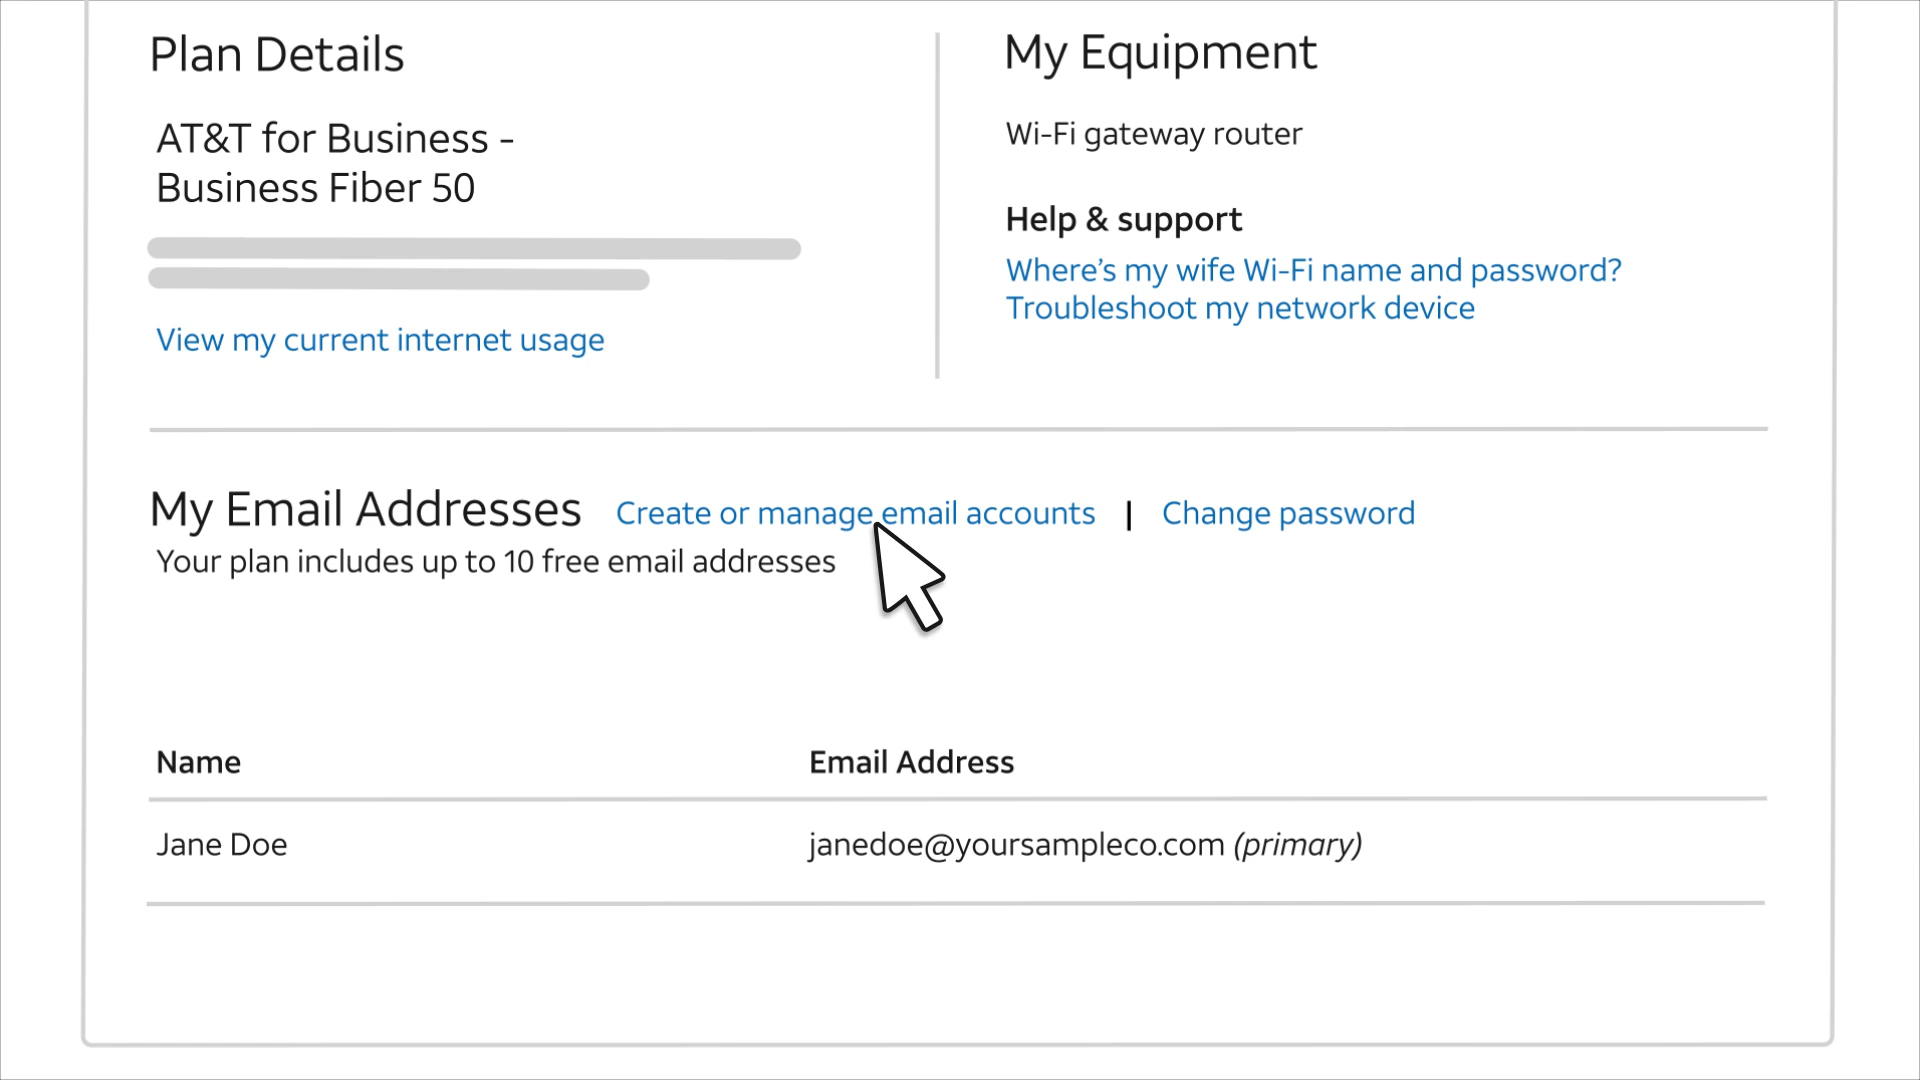 Plan Details
AT&T for Business -
Business Fiber 50
View my current internet usage
My Equipment
Wi-Fi gateway router
Help & support
Where's my wife Wi-Fi name and password?
Troubleshoot my network device
My Email Addresses Create or manage email accounts | Change password
Your plan includes up to 10 free email addresses
Name Email Address
Jane Doe janedoe@yoursampleco.com (primary)